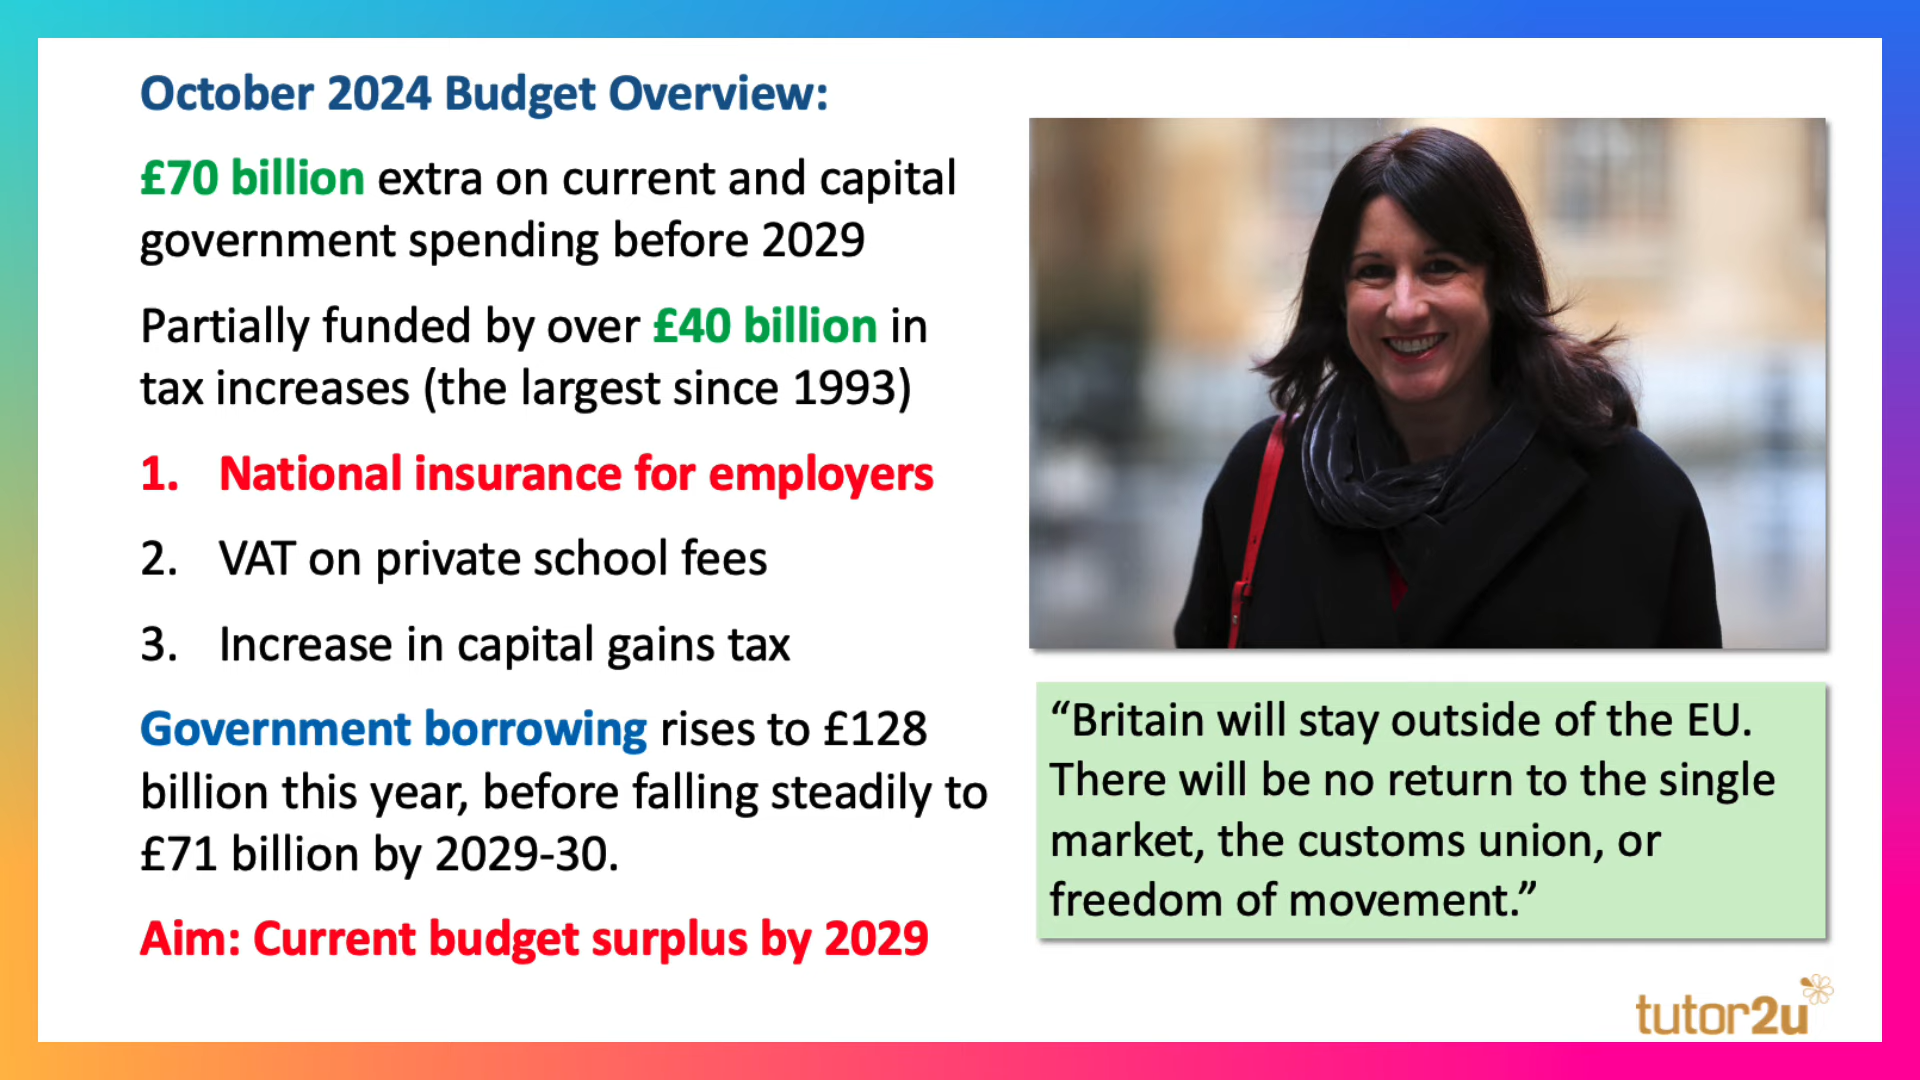 October 2024 Budget Overview:
£70 billion extra on current and capital
government spending before 2029
Partially funded by over £40 billion in
tax increases (the largest since 1993)
1. National insurance for employers
2. VAT on private school fees
3. Increase in capital gains tax
Government borrowing rises to £128
billion this year, before falling steadily to
£71 billion by 2029-30.
Aim: Current budget surplus by 2029
“Britain will stay outside of the EU.
There will be no return to the single
market, the customs union, or
freedom of movement.”
tutor2u